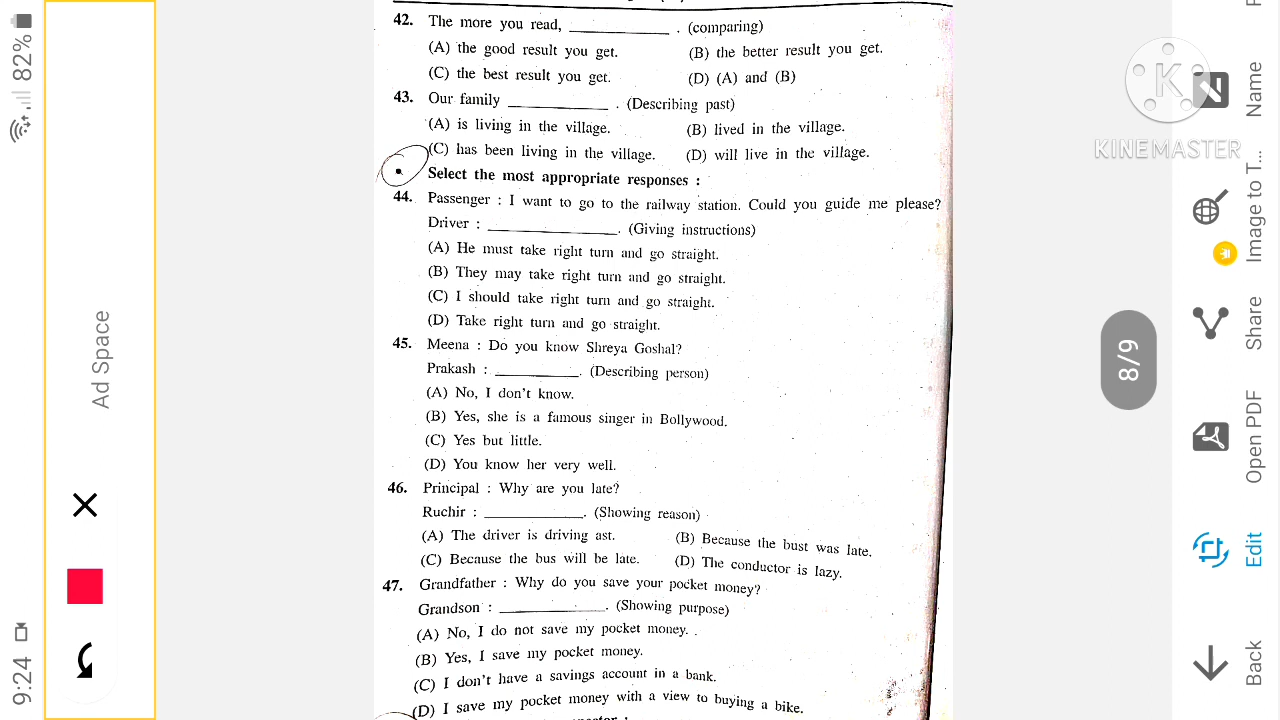 42. The more you read, ____________ . (comparing)
(A) the good result you get. (B) the better result you get.
(C) the best result you get. (D) (A) and (B)
43. Our family ____________ . (Describing past)
(A) is living in the village. (B) lived in the village.
(C) has been living in the village. (D) will live in the village.
Select the most appropriate responses :
44. Passenger : I want to go to the railway station. Could you guide me please?
Driver : ________________. (Giving instructions)
(A) He must take right turn and go straight.
(B) They may take right turn and go straight.
(C) I should take right turn and go straight.
(D) Take right turn and go straight.
45. Meena : Do you know Shreya Goshal?
Prakash : __________. (Describing person)
(A) No, I don't know.
(B) Yes, she is a famous singer in Bollywood.
(C) Yes but little.
(D) You know her very well.
46. Principal : Why are you late?
Ruchir : ____________. (Showing reason)
(A) The driver is driving ast. (B) Because the bust was late.
(C) Because the bus will be late. (D) The conductor is lazy.
47. Grandfather : Why do you save your pocket money?
Grandson : _____________. (Showing purpose)
(A) No, I do not save my pocket money.
(B) Yes, I save my pocket money.
(C) I don't have a savings account in a bank.
(D) I save my pocket money with a view to buying a bike.
KINEMASTER
K
8/9
9:24
82%
Ad Space
Name
Image to T...
Share
Open PDF
Edit
Back